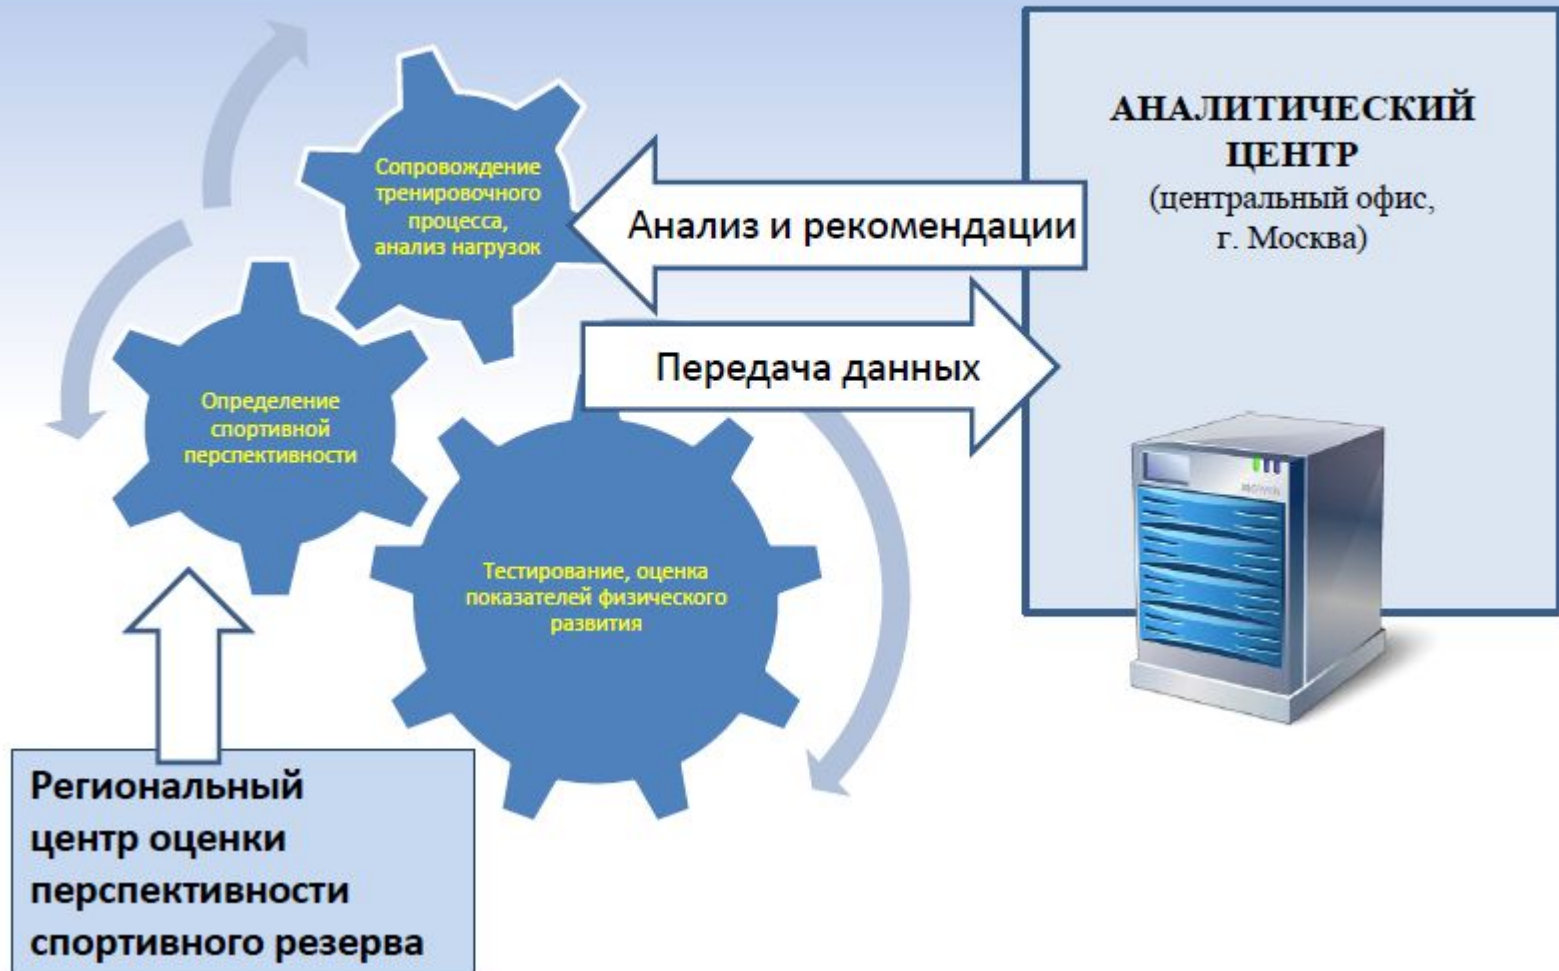 АНАЛИТИЧЕСКИЙ
ЦЕНТР
(центральный офис,
г. Москва)
Сопровождение
тренировочного
процесса,
анализ нагрузок
Анализ и рекомендации
Передача данных
Определение
спортивной
перспективности
Тестирование, оценка
показателей физического
развития
Региональный
центр оценки
перспективности
спортивного резерва